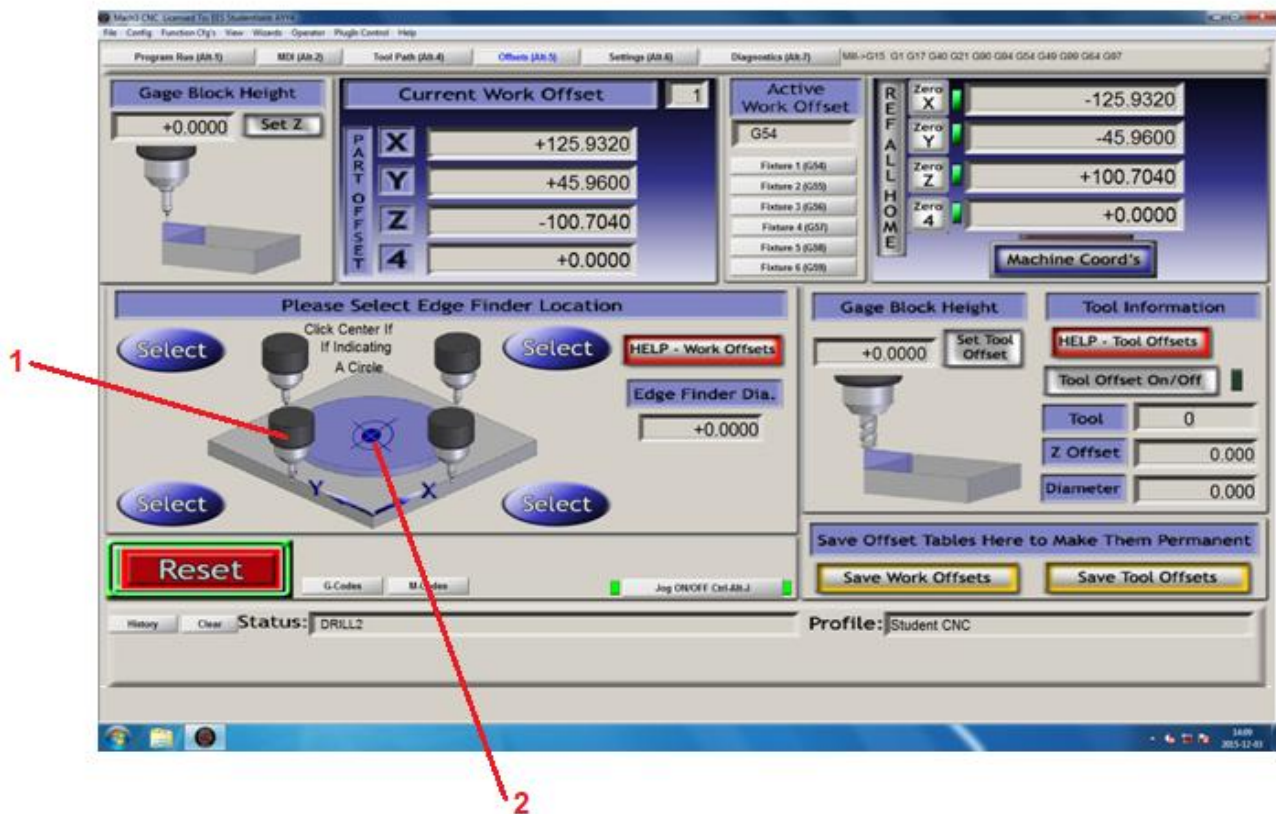 Mach3 CNC Licensed To: EES Studentsim AYYA
File Config Function Cfg's View Wizards Operator PlugIn Control Help
Program Run (Alt-1) MDI (Alt-2) Tool Path (Alt-4) Offsets (Alt-5) Settings (Alt-6) Diagnostics (Alt-7) Mill->G15 G1 G17 G40 G21 G90 G94 G54 G49 G99 G64 G97
Gage Block Height
+0.0000 Set Z
Current Work Offset 1
PART OFFSET
X +125.9320
Y +45.9600
Z -100.7040
4 +0.0000
Active
Work Offset
G54
Fixture 1 (G54)
Fixture 2 (G55)
Fixture 3 (G56)
Fixture 4 (G57)
Fixture 5 (G58)
Fixture 6 (G59)
REF ALL HOME
Zero X -125.9320
Zero Y -45.9600
Zero Z +100.7040
Zero 4 +0.0000
Machine Coord's
Please Select Edge Finder Location
Select
Click Center If
If Indicating
A Circle
Select
HELP - Work Offsets
Edge Finder Dia.
+0.0000
Y X
Select
Select
1
2
Gage Block Height
+0.0000 Set Tool
Offset
Tool Information
HELP - Tool Offsets
Tool Offset On/Off
Tool 0
Z Offset 0.000
Diameter 0.000
Reset
G-Codes M-Codes Jog ON/OFF Ctrl-Alt-J
Save Offset Tables Here to Make Them Permanent
Save Work Offsets Save Tool Offsets
History Clear Status: DRILL2 Profile: Student CNC
14:09
2015-12-03